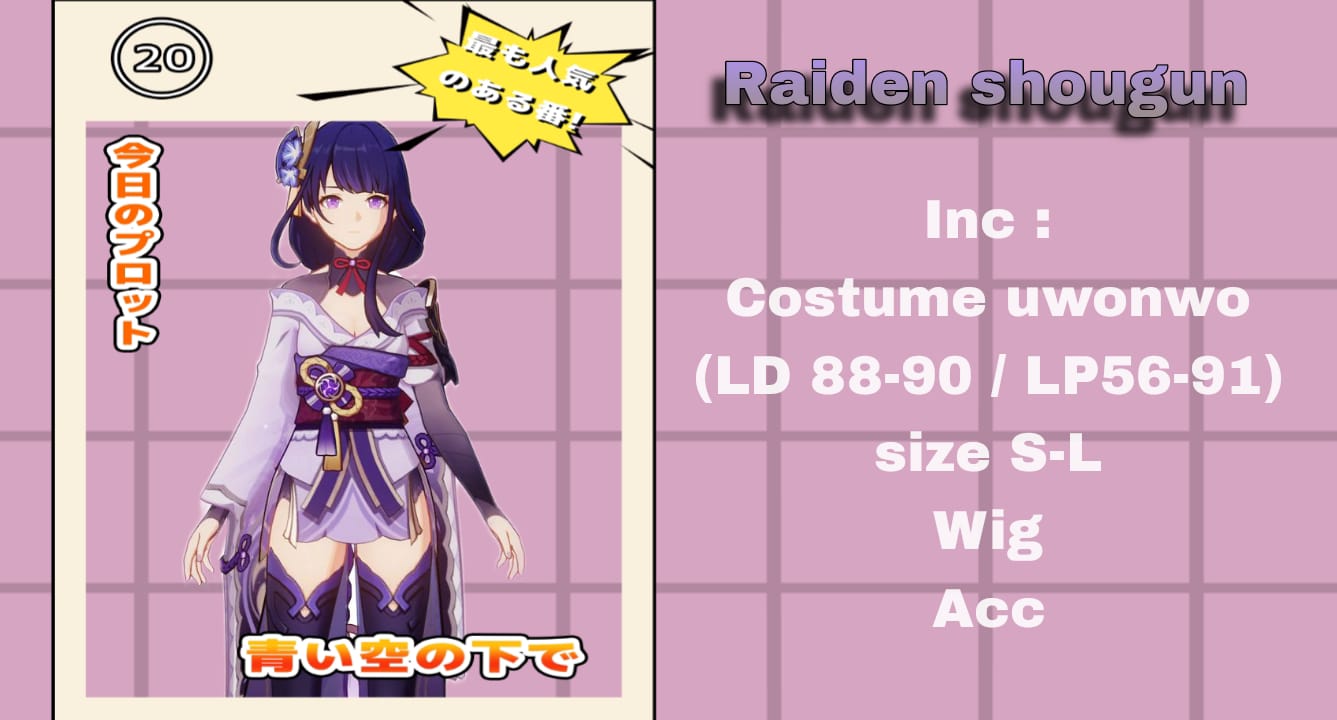 20
最も人気
のある番!
今日のプロット
青い空の下で
Raiden shougun
Inc :
Costume uwonwo
(LD 88-90 / LP56-91)
size S-L
Wig
Acc